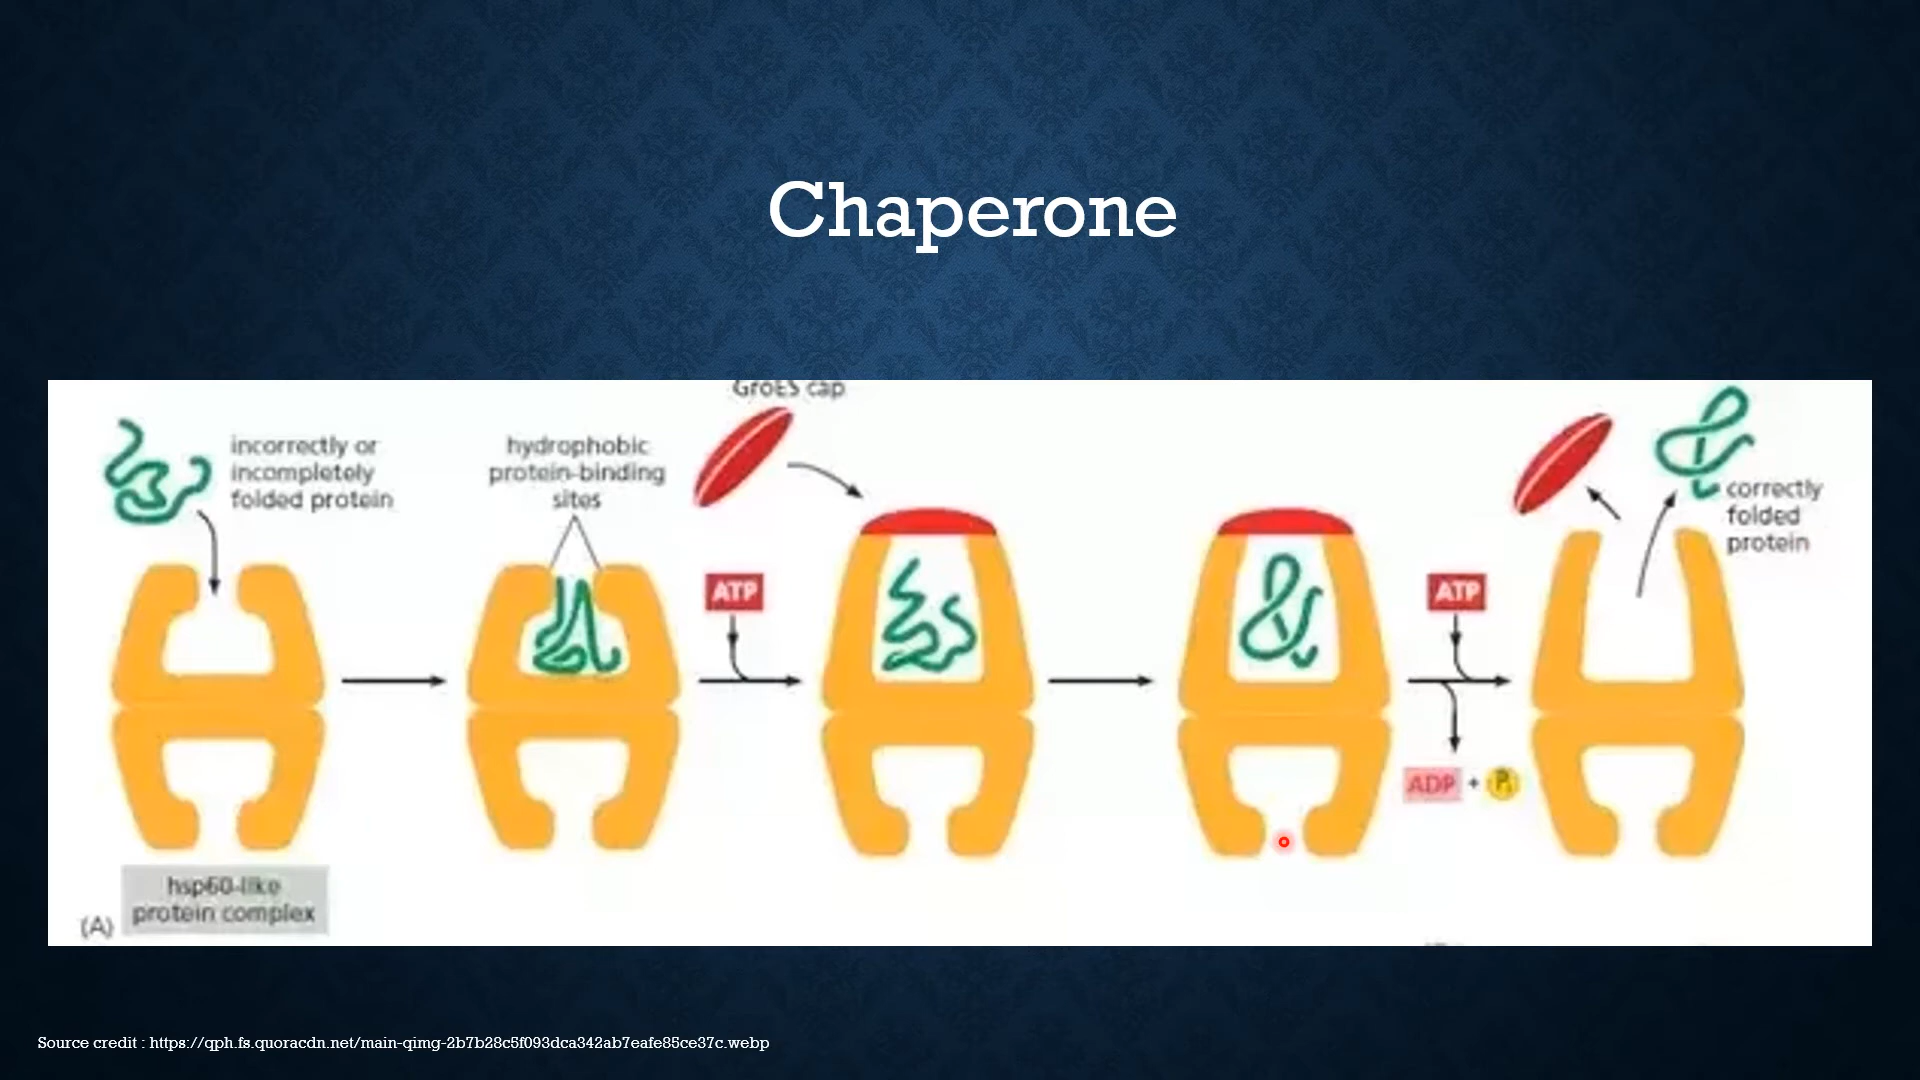 Chaperone
GroES cap
incorrectly or
incompletely
folded protein
hydrophobic
protein-binding
sites
ATP
ATP
correctly
folded
protein
ADP + Pi
hsp60-like
protein complex
(A)
Source credit : https://qph.fs.quoracdn.net/main-qimg-2b7b28c5f093dca342ab7eafe85ce37c.webp